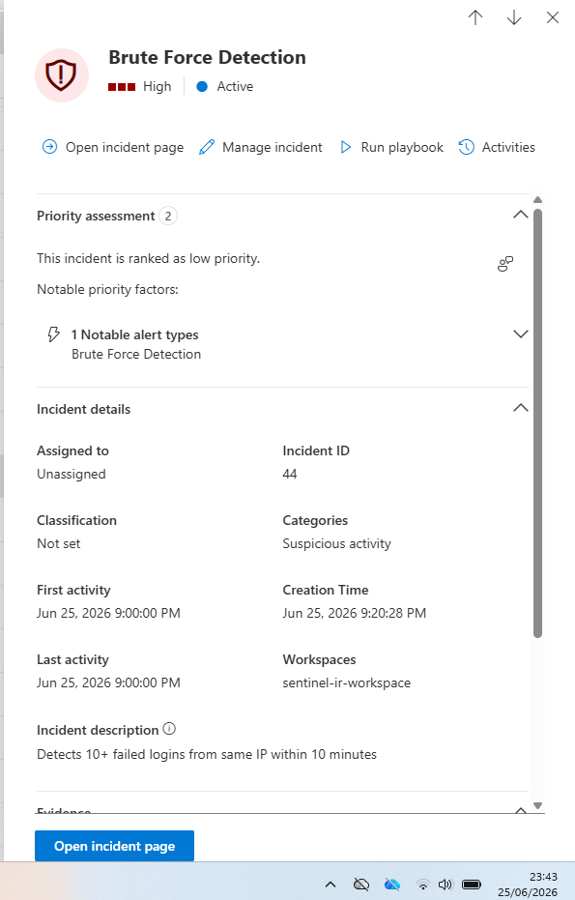 Brute Force Detection
High Active
Open incident page Manage incident Run playbook Activities
Priority assessment 2
This incident is ranked as low priority.
Notable priority factors:
1 Notable alert types
Brute Force Detection
Incident details
Assigned to Incident ID
Unassigned 44
Classification Categories
Not set Suspicious activity
First activity Creation Time
Jun 25, 2026 9:00:00 PM Jun 25, 2026 9:20:28 PM
Last activity Workspaces
Jun 25, 2026 9:00:00 PM sentinel-ir-workspace
Incident description
Detects 10+ failed logins from same IP within 10 minutes
Evidence
Open incident page
23:43
25/06/2026